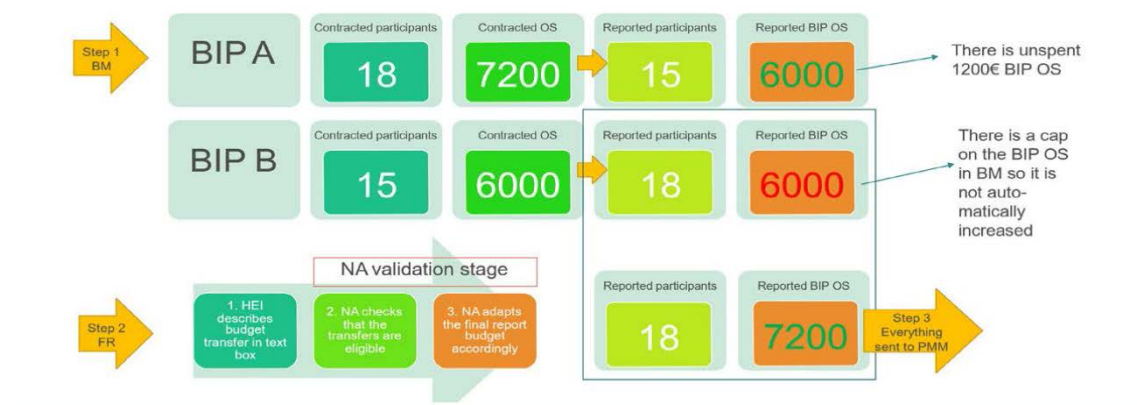 Step 1
BM
BIP A
Contracted participants
18
Contracted OS
7200
Reported participants
15
Reported BIP OS
6000
There is unspent
1200€ BIP OS
BIP B
Contracted participants
15
Contracted OS
6000
Reported participants
18
Reported BIP OS
6000
There is a cap
on the BIP OS
in BM so it is
not auto-
matically
increased
NA validation stage
Step 2
FR
1. HEI
describes
budget
transfer in text
box
2. NA checks
that the
transfers are
eligible
3. NA adapts
the final report
budget
accordingly
Reported participants
18
Reported BIP OS
7200
Step 3
Everything
sent to PMM